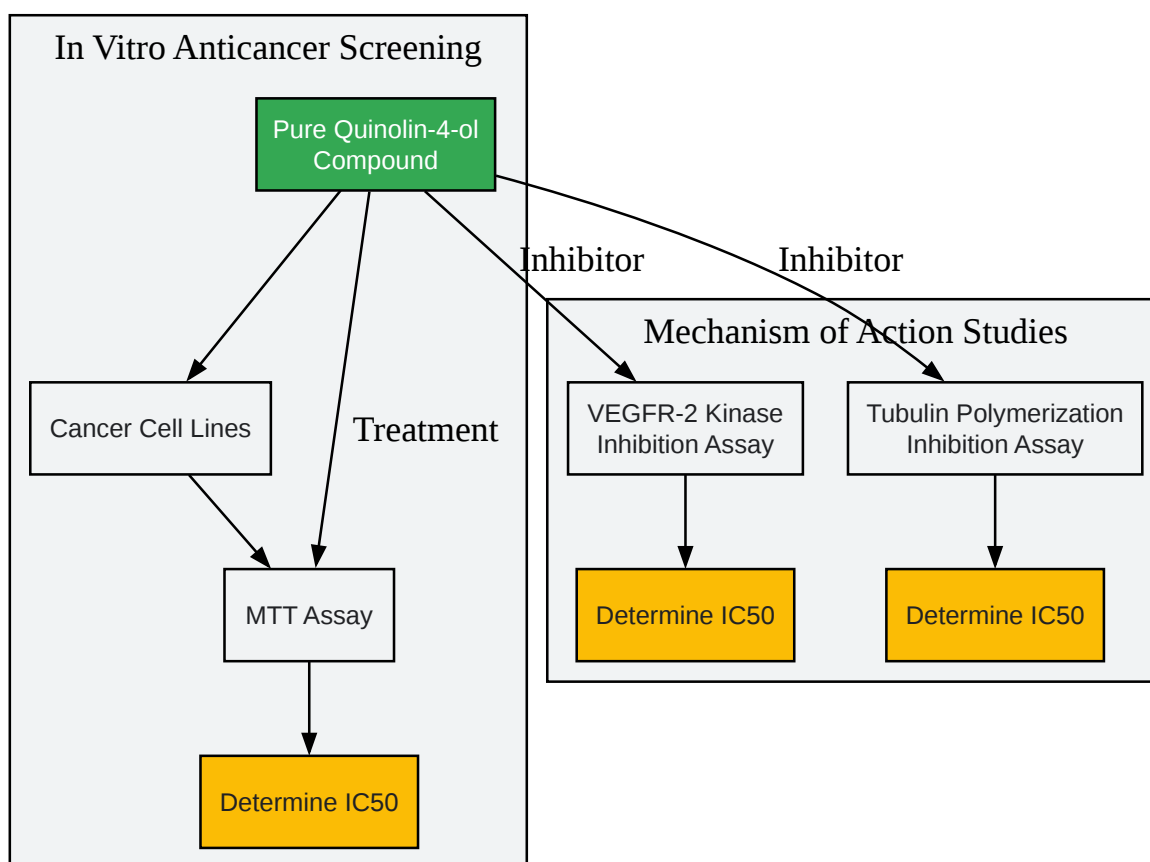 In Vitro Anticancer Screening
Pure Quinolin-4-ol
Compound
Inhibitor
Inhibitor
Mechanism of Action Studies
Cancer Cell Lines
Treatment
VEGFR-2 Kinase
Inhibition Assay
Tubulin Polymerization
Inhibition Assay
MTT Assay
Determine IC50
Determine IC50
Determine IC50